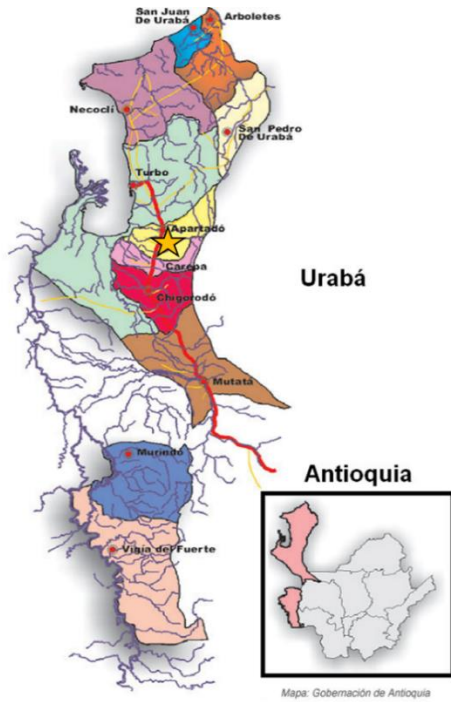 San Juan
De Urabá
Arboletes
Necoclí
San Pedro
De Urabá
Turbo
Apartadó
Carepa
Urabá
Chigorodó
Mutatá
Murindó
Antioquia
Vigía del Fuerte
Mapa: Gobernación de Antioquia